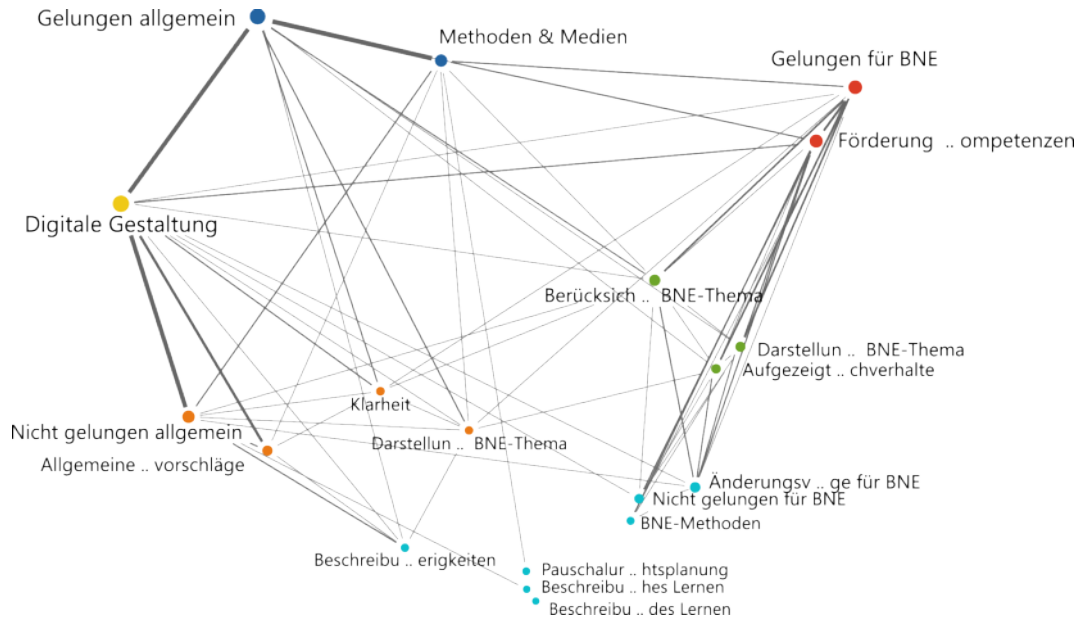 Gelungen allgemein
Methoden & Medien
Gelungen für BNE
Förderung .. ompetenzen
Digitale Gestaltung
Berücksich .. BNE-Thema
Darstellun .. BNE-Thema
Aufgezeigt .. chverhalte
Klarheit
Nicht gelungen allgemein
Darstellun .. BNE-Thema
Allgemeine .. vorschläge
Änderungsv .. ge für BNE
Nicht gelungen für BNE
BNE-Methoden
Beschreibu .. erigkeiten
Pauschalur .. htsplanung
Beschreibu .. hes Lernen
Beschreibu .. des Lernen